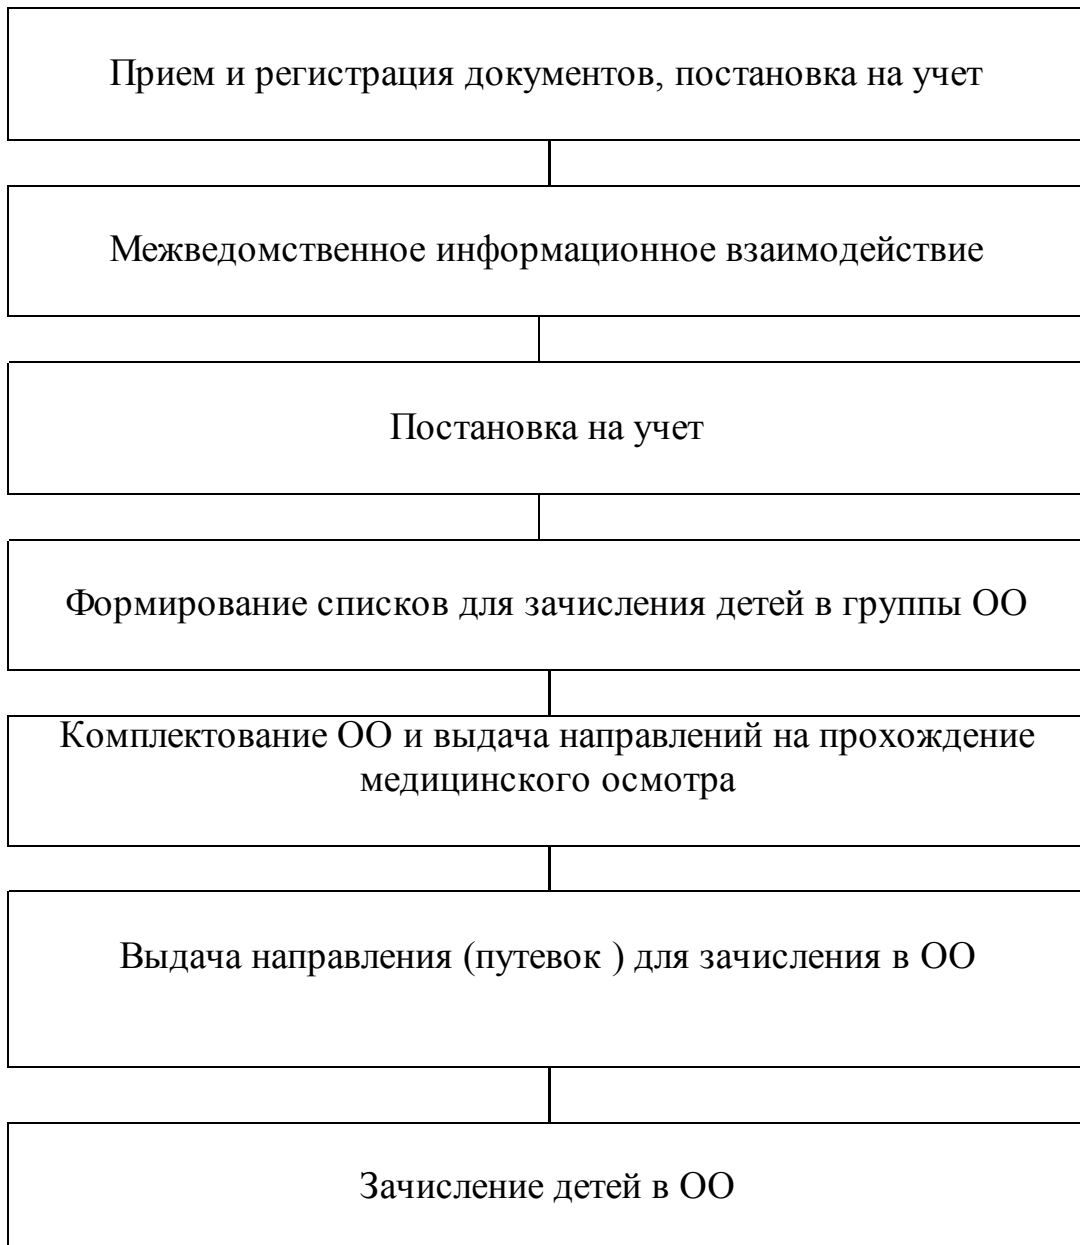 Прием и регистрация документов, постановка на учет
Межведомственное информационное взаимодействие
Постановка на учет
Формирование списков для зачисления детей в группы ОО
Комплектование ОО и выдача направлений на прохождение
медицинского осмотра
Выдача направления (путевок ) для зачисления в ОО
Зачисление детей в ОО